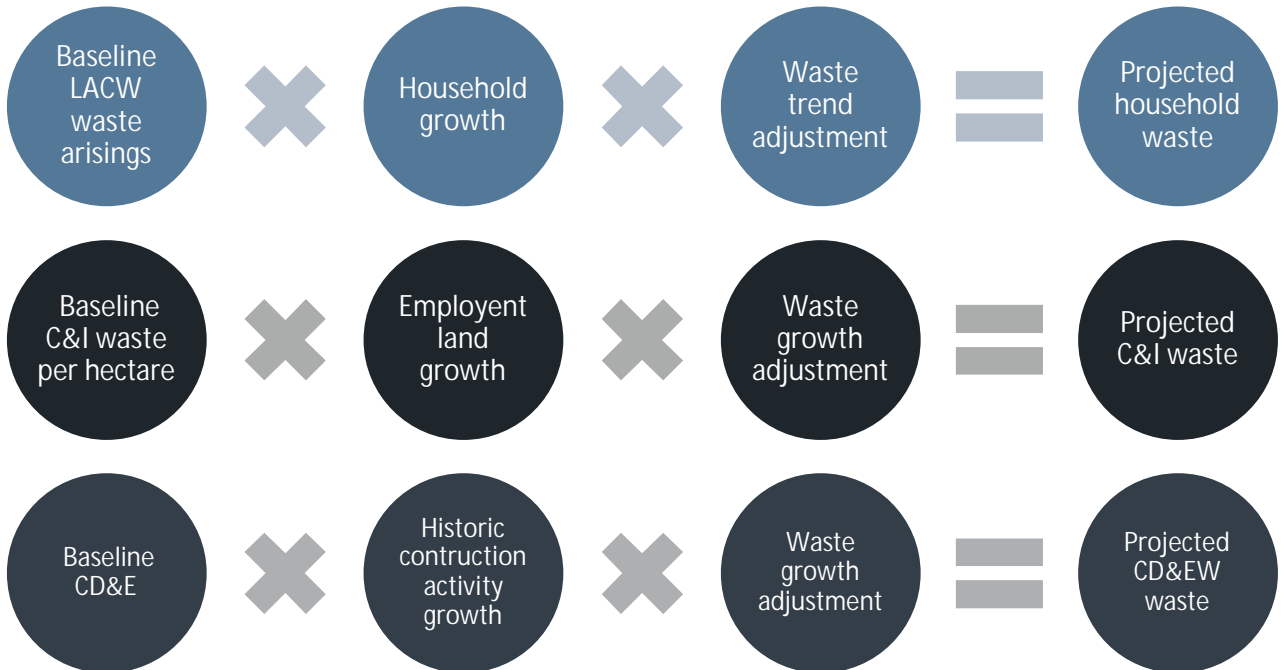 Baseline
LACW
waste
arisings
Household
growth
Waste
trend
adjustment
Projected
household
waste
Baseline
C&I waste
per hectare
Employent
land
growth
Waste
growth
adjustment
Projected
C&I waste
Baseline
CD&E
Historic
contruction
activity
growth
Waste
growth
adjustment
Projected
CD&EW
waste